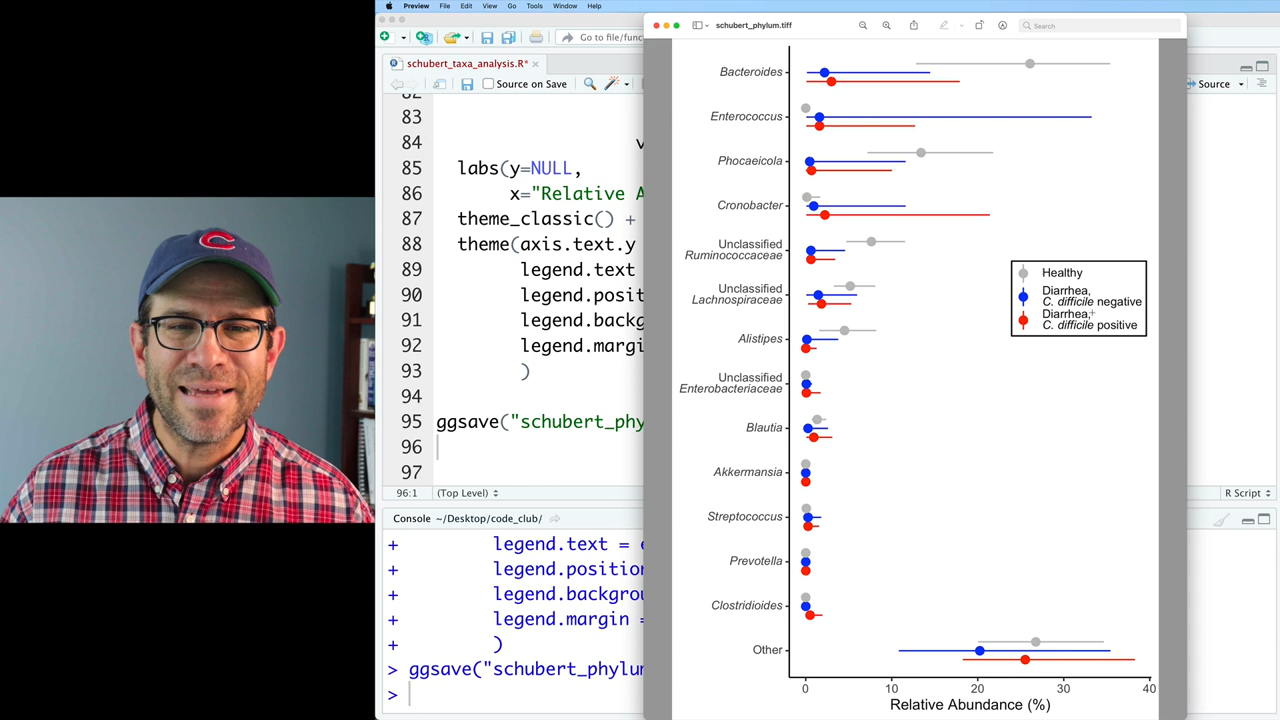 Preview File Edit View Go Tools Window Help
schubert_phylum.tiff
Search
Go to file/func
schubert_taxa_analysis.R*
Source on Save
Source
82
83
84 v
85 labs(y=NULL,
86 x="Relative A
87 theme_classic() +
88 theme(axis.text.y
89 legend.text
90 legend.posit
91 legend.backg
92 legend.margi
93 )
94
95 ggsave("schubert_phy
96
97
96:1 (Top Level) R Script
Console ~/Desktop/code_club/
+ legend.text = e
+ legend.position
+ legend.backgrou
+ legend.margin =
+ )
> ggsave("schubert_phylum
>
Bacteroides
Enterococcus
Phocaeicola
Cronobacter
Unclassified
Ruminococcaceae
Unclassified
Lachnospiraceae
Alistipes
Unclassified
Enterobacteriaceae
Blautia
Akkermansia
Streptococcus
Prevotella
Clostridioides
Other
Healthy
Diarrhea,
C. difficile negative
Diarrhea,
C. difficile positive
0 10 20 30 40
Relative Abundance (%)